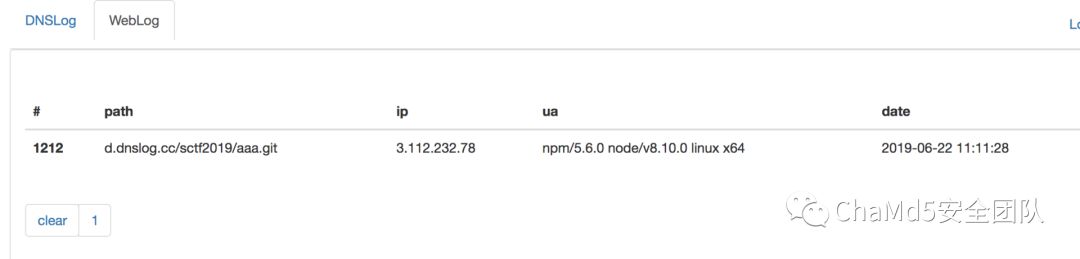 DNSLog WebLog
# path ip ua date
1212 d.dnslog.cc/sctf2019/aaa.git 3.112.232.78 npm/5.6.0 node/v8.10.0 linux x64 2019-06-22 11:11:28
clear 1
ChaMd5安全团队